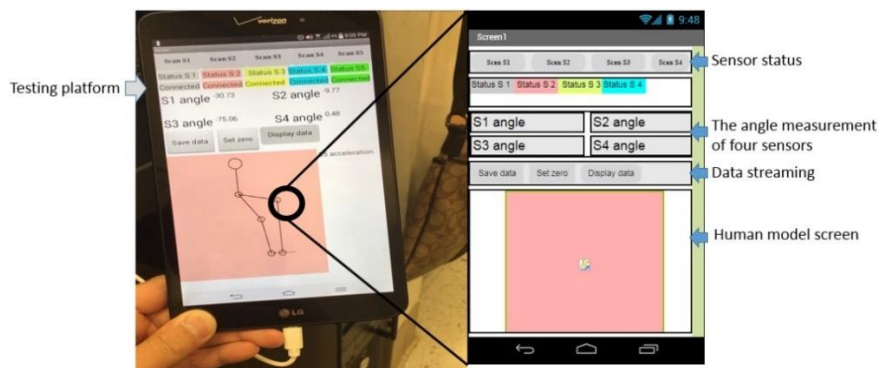 Testing platform
verizon
9:09 PM
Scan S1 Scan S2 Scan S3 Scan S4 Scan S5
Status S 1 Status S 2 Status S 3 Status S 4 Status S5
Connected Connected Connected Connected Connected
S1 angle -30.73 S2 angle -9.77
S3 angle -75.06 S4 angle 0.48
Save data Set zero Display data
S5 acceleration
LG
9:48
Screen1
Scan S1 Scan S2 Scan S3 Scan S4
Status S 1 Status S 2 Status S 3 Status S 4
S1 angle S2 angle
S3 angle S4 angle
Save data Set zero Display data
Sensor status
The angle measurement
of four sensors
Data streaming
Human model screen